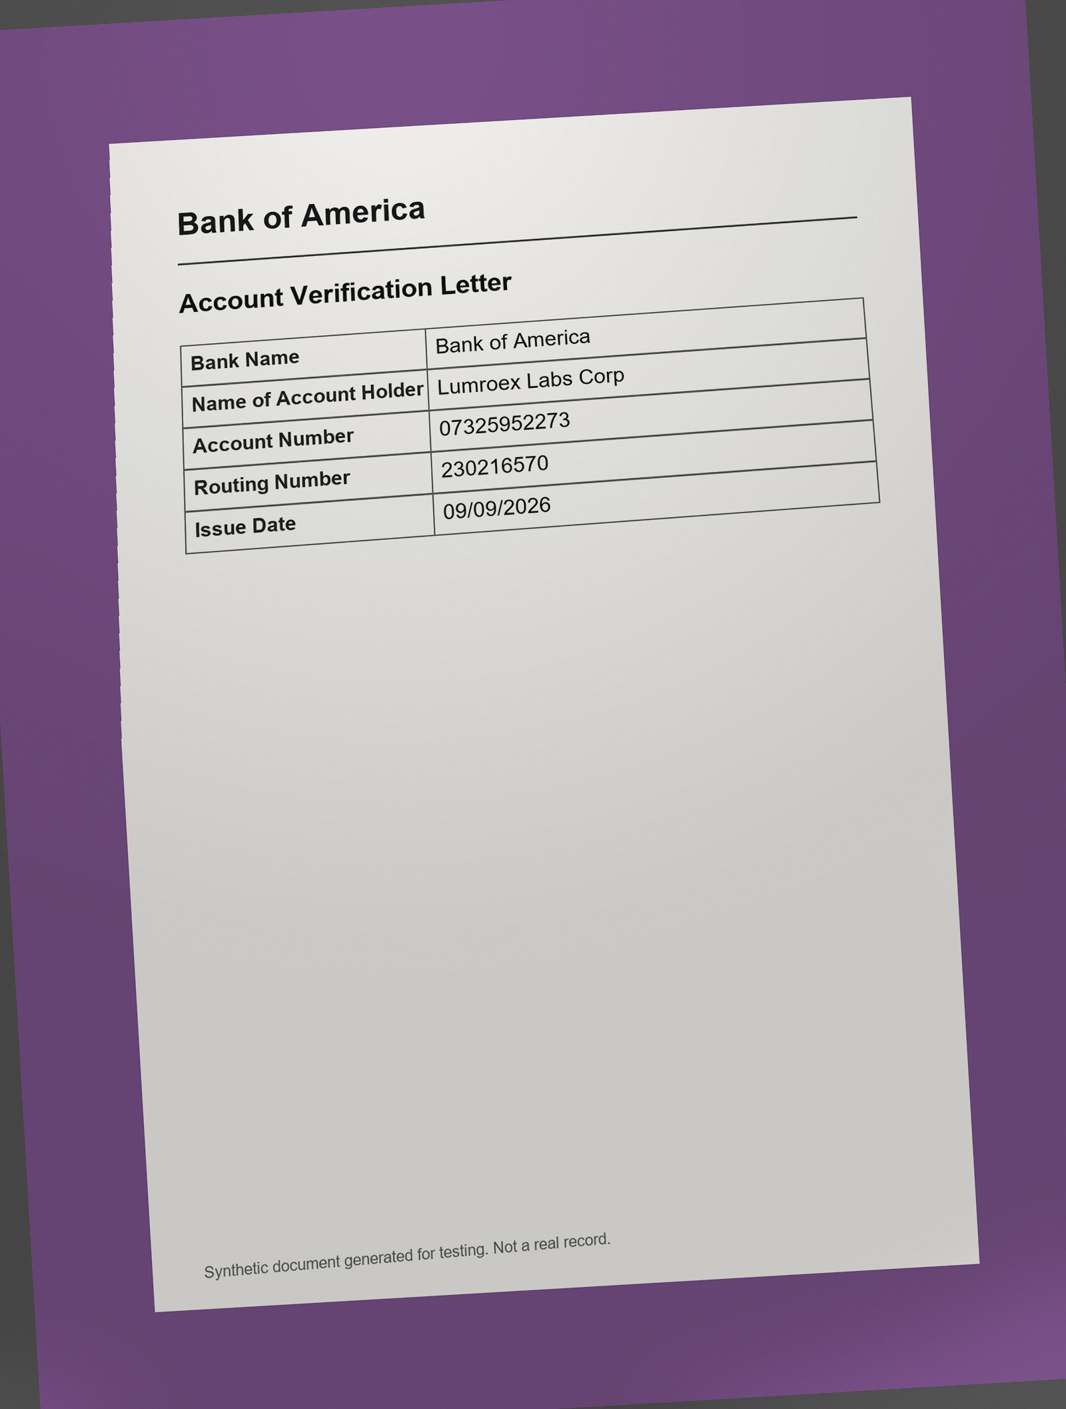 Bank of America
Account Verification Letter
Bank Name Bank of America
Name of Account Holder Lumroex Labs Corp
Account Number 07325952273
Routing Number 230216570
Issue Date 09/09/2026
Synthetic document generated for testing. Not a real record.